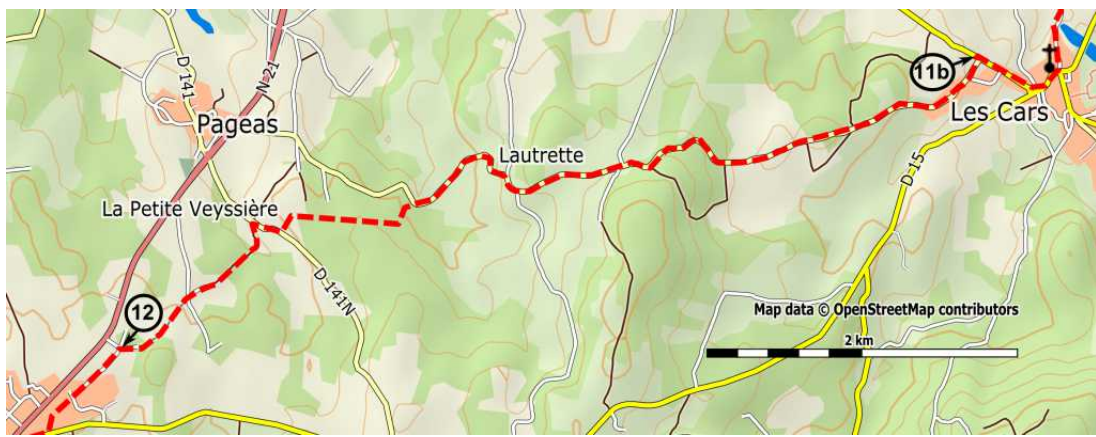 D 141
N 21
Pageas
11b
Les Cars
Lautrette
D 15
La Petite Veyssière
D 141N
12
Map data © OpenStreetMap contributors
2 km